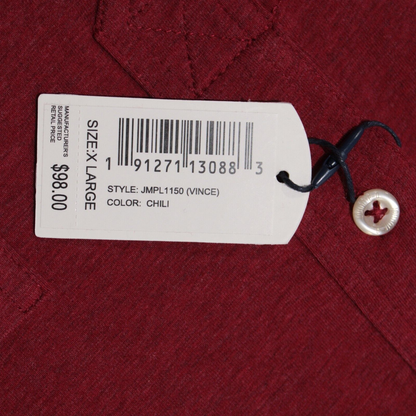 1 91271 13088 3
STYLE: JMPL1150 (VINCE)
COLOR: CHILI
SIZE:X LARGE
MANUFACTURER'S
SUGGESTED
RETAIL PRICE
$98.00